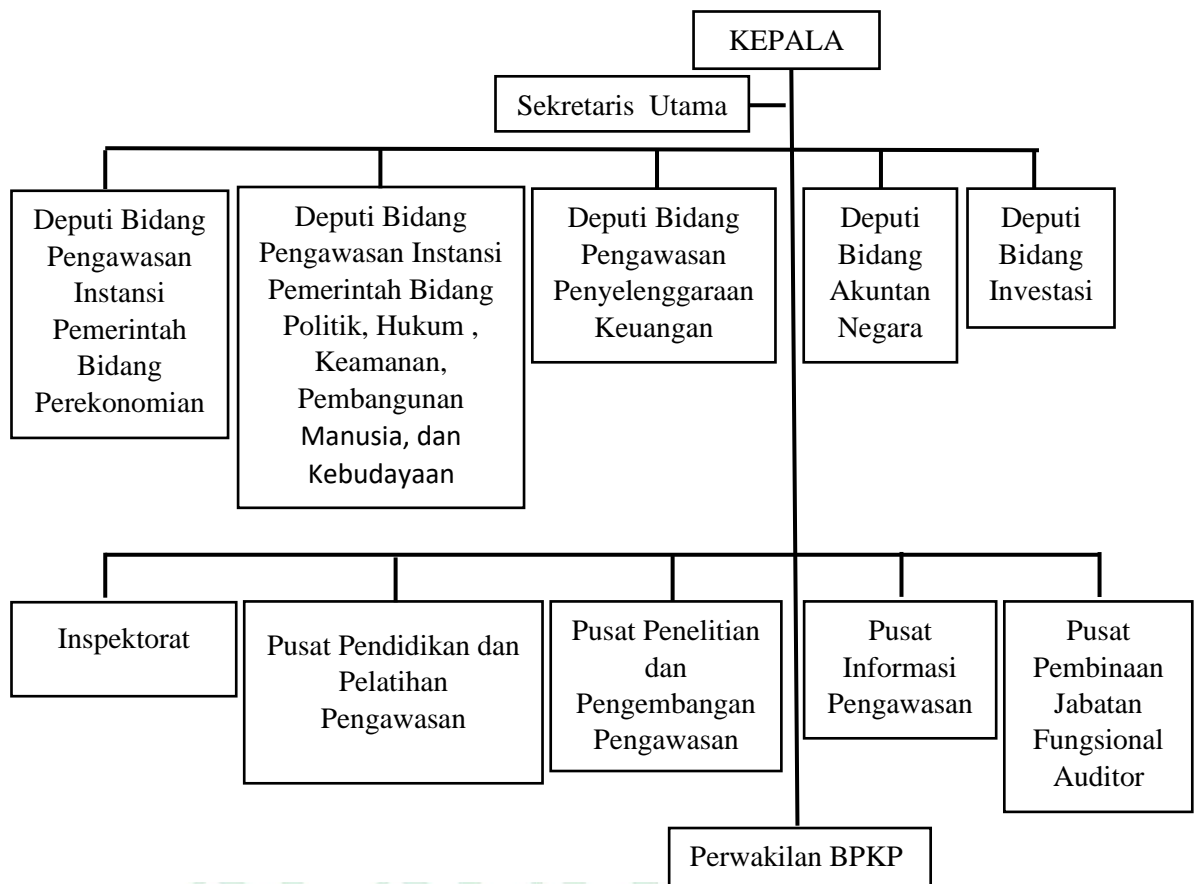 KEPALA
Sekretaris Utama
Deputi Bidang
Pengawasan
Instansi
Pemerintah
Bidang
Perekonomian
Deputi Bidang
Pengawasan Instansi
Pemerintah Bidang
Politik, Hukum ,
Keamanan,
Pembangunan
Manusia, dan
Kebudayaan
Deputi Bidang
Pengawasan
Penyelenggaraan
Keuangan
Deputi
Bidang
Akuntan
Negara
Deputi
Bidang
Investasi
Inspektorat
Pusat Pendidikan dan
Pelatihan
Pengawasan
Pusat Penelitian
dan
Pengembangan
Pengawasan
Pusat
Informasi
Pengawasan
Pusat
Pembinaan
Jabatan
Fungsional
Auditor
Perwakilan BPKP